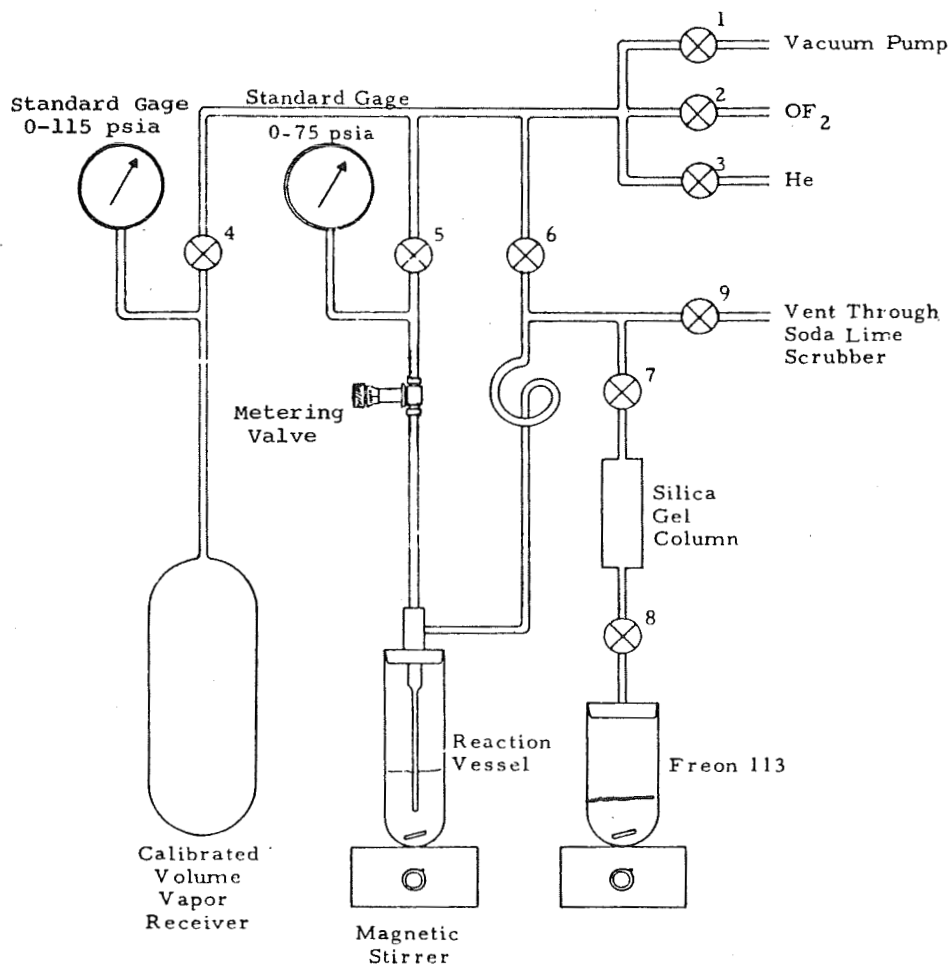 1
Vacuum Pump
Standard Gage
0-115 psia
Standard Gage
0-75 psia
2
OF2
3
He
4
5
6
9
Vent Through
Soda Lime
Scrubber
7
Metering
Valve
Silica
Gel
Column
8
Reaction
Vessel
Freon 113
Calibrated
Volume
Vapor
Receiver
Magnetic
Stirrer